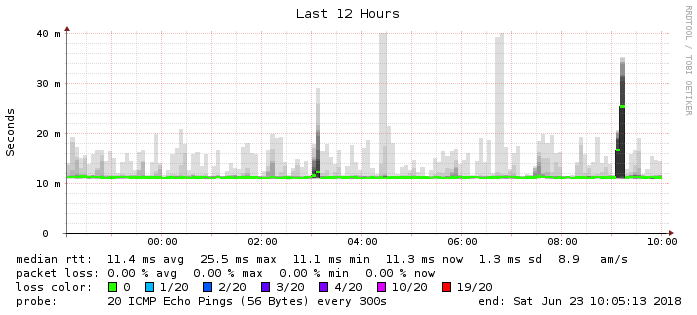 Last 12 Hours
RRDTOOL / TOBI OETIKER
Seconds
40 m
30 m
20 m
10 m
0
00:00 02:00 04:00 06:00 08:00 10:00
median rtt: 11.4 ms avg 25.5 ms max 11.1 ms min 11.3 ms now 1.3 ms sd 8.9 am/s
packet loss: 0.00 % avg 0.00 % max 0.00 % min 0.00 % now
loss color: 0 1/20 2/20 3/20 4/20 10/20 19/20
probe: 20 ICMP Echo Pings (56 Bytes) every 300s end: Sat Jun 23 10:05:13 2018